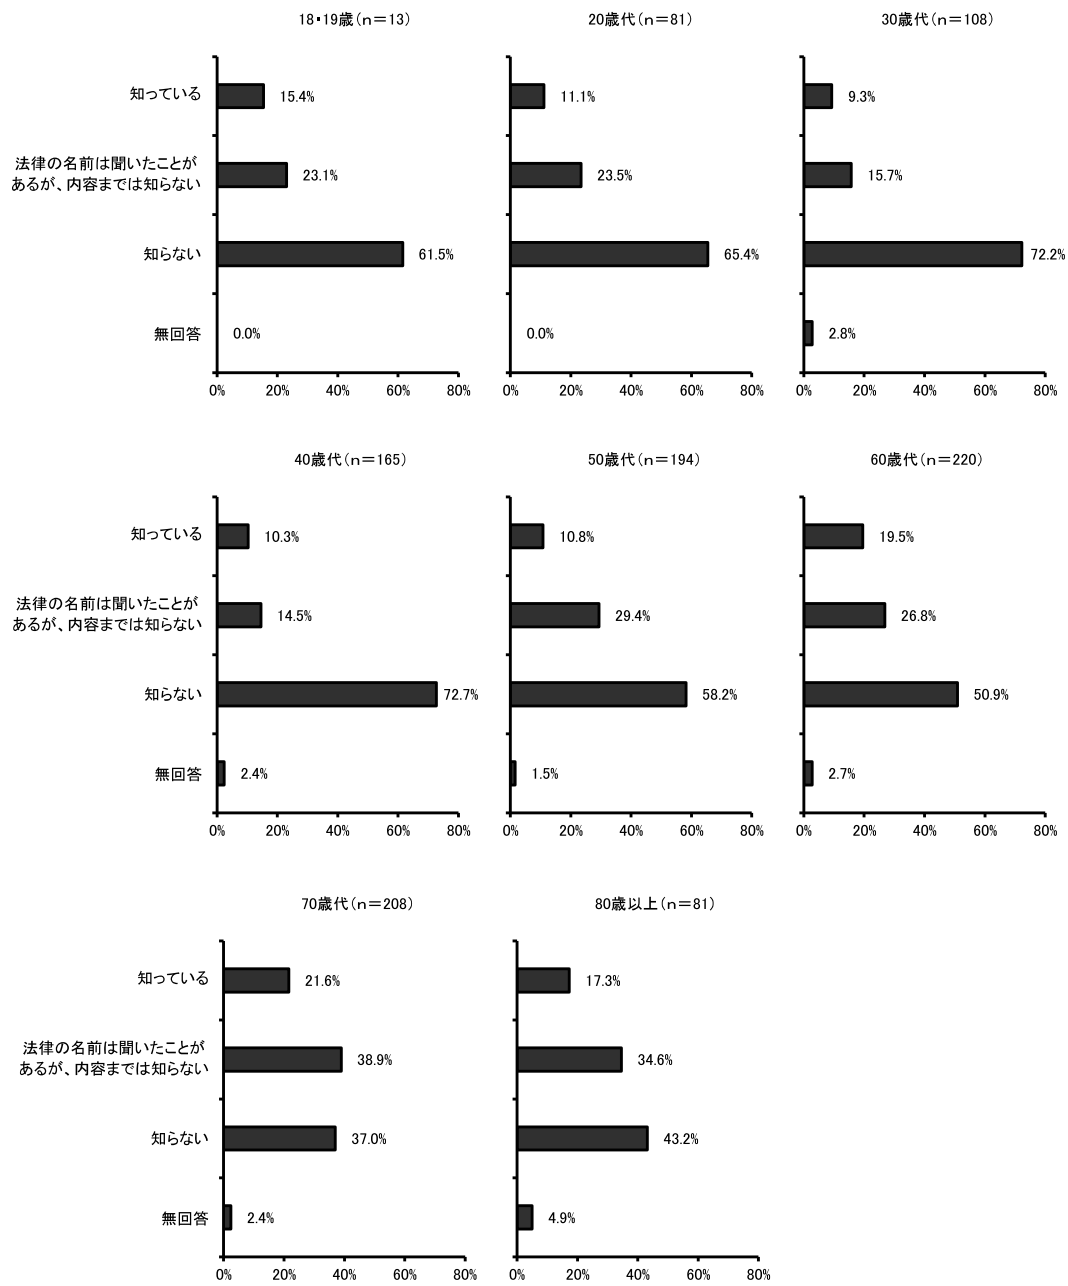 18・19歳(n=13)
20歳代(n=81)
30歳代(n=108)
知っている
15.4%
11.1%
9.3%
法律の名前は聞いたことが
あるが、内容までは知らない
23.1%
23.5%
15.7%
知らない
61.5%
65.4%
72.2%
無回答
0.0%
0.0%
2.8%
0% 20% 40% 60% 80%
0% 20% 40% 60% 80%
0% 20% 40% 60% 80%
40歳代(n=165)
50歳代(n=194)
60歳代(n=220)
知っている
10.3%
10.8%
19.5%
法律の名前は聞いたことが
あるが、内容までは知らない
14.5%
29.4%
26.8%
知らない
72.7%
58.2%
50.9%
無回答
2.4%
1.5%
2.7%
0% 20% 40% 60% 80%
0% 20% 40% 60% 80%
0% 20% 40% 60% 80%
70歳代(n=208)
80歳以上(n=81)
知っている
21.6%
17.3%
法律の名前は聞いたことが
あるが、内容までは知らない
38.9%
34.6%
知らない
37.0%
43.2%
無回答
2.4%
4.9%
0% 20% 40% 60% 80%
0% 20% 40% 60% 80%